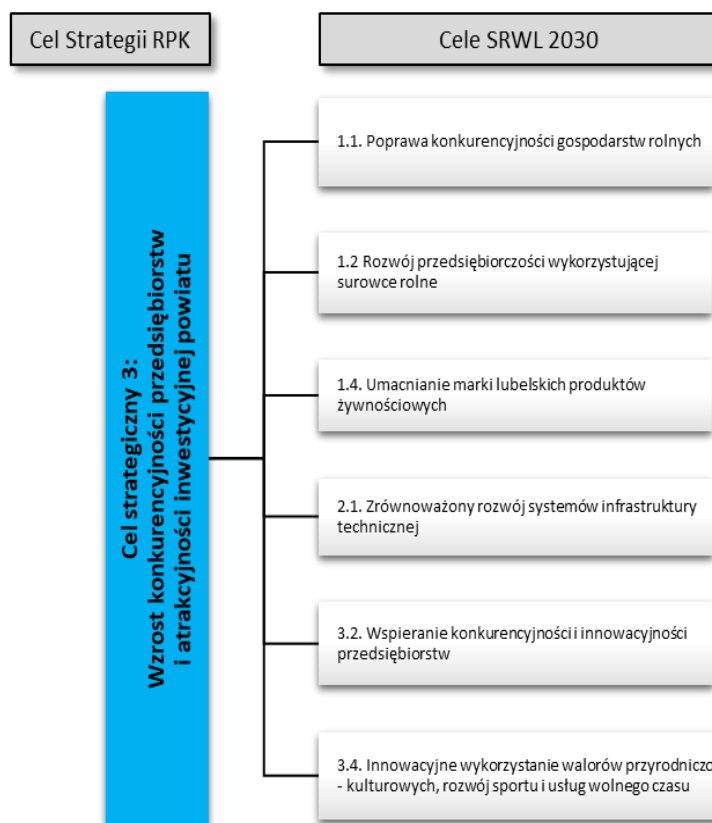 Cel Strategii RPK
Cele SRWL 2030
Cel strategiczny 3:
Wzrost konkurencyjności przedsiębiorstw
i atrakcyjności inwestycyjnej powiatu
1.1. Poprawa konkurencyjności gospodarstw rolnych
1.2 Rozwój przedsiębiorczości wykorzystującej
surowce rolne
1.4. Umacnianie marki lubelskich produktów
żywnościowych
2.1. Zrównoważony rozwój systemów infrastruktury
technicznej
3.2. Wspieranie konkurencyjności i innowacyjności
przedsiębiorstw
3.4. Innowacyjne wykorzystanie walorów przyrodniczo
- kulturowych, rozwój sportu i usług wolnego czasu